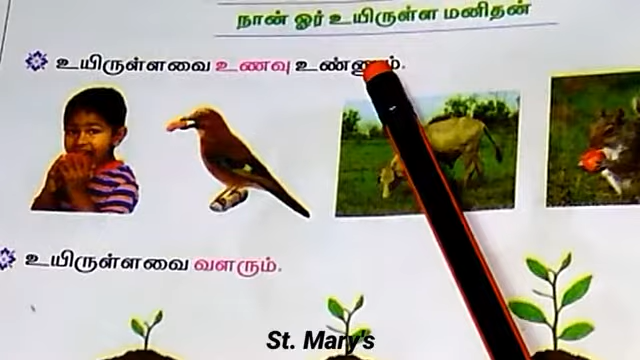 நான் ஓர் உயிருள்ள மனிதன்
உயிருள்ளவை உணவு உண்ணும்.
உயிருள்ளவை வளரும்.
St. Mary's